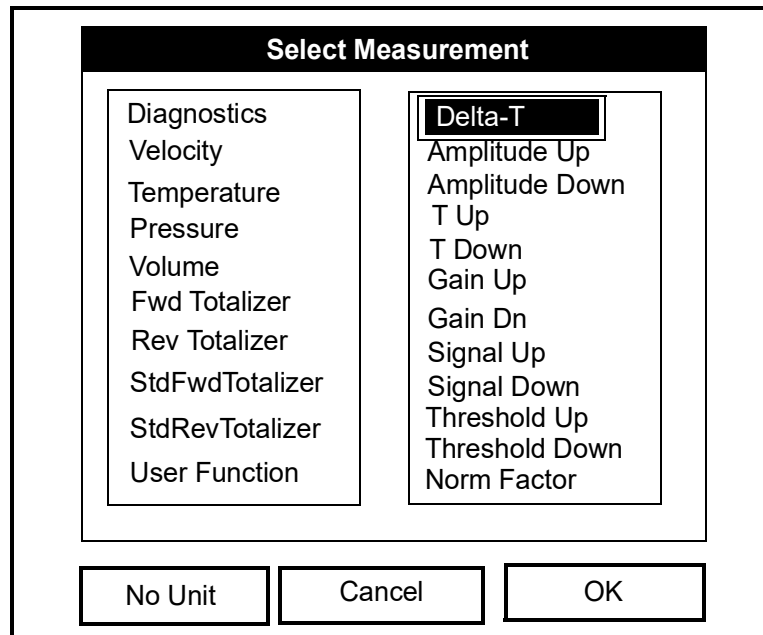 Select Measurement
Diagnostics
Velocity
Temperature
Pressure
Volume
Fwd Totalizer
Rev Totalizer
StdFwdTotalizer
StdRevTotalizer
User Function
Delta-T
Amplitude Up
Amplitude Down
T Up
T Down
Gain Up
Gain Dn
Signal Up
Signal Down
Threshold Up
Threshold Down
Norm Factor
No Unit
Cancel
OK